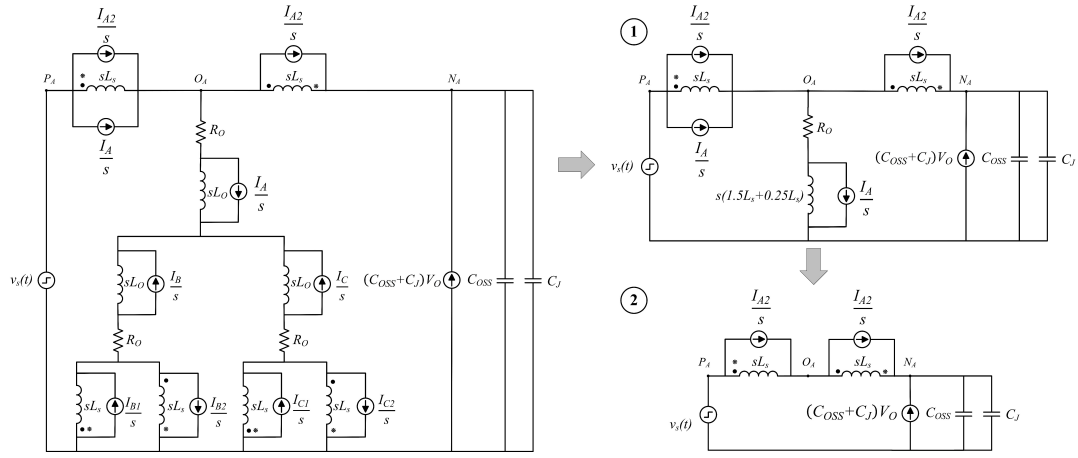 I_A2/s
P_A
*
sL_s
I_A/s
O_A
I_A2/s
sL_s
*
N_A
R_O
sL_O
I_A/s
v_s(t)
sL_O
I_B/s
R_O
sL_O
I_C/s
R_O
(C_OSS+C_J)V_O
C_OSS
C_J
sL_s
I_B1/s
**
sL_s
I_B2/s
*
sL_s
I_C1/s
**
sL_s
I_C2/s
*
1
I_A2/s
P_A
*
sL_s
I_A/s
O_A
I_A2/s
sL_s
*
N_A
R_O
v_s(t)
s(1.5L_s+0.25L_s)
I_A/s
(C_OSS+C_J)V_O
C_OSS
C_J
2
I_A2/s
P_A
*
sL_s
O_A
I_A2/s
sL_s
*
N_A
v_s(t)
(C_OSS+C_J)V_O
C_OSS
C_J